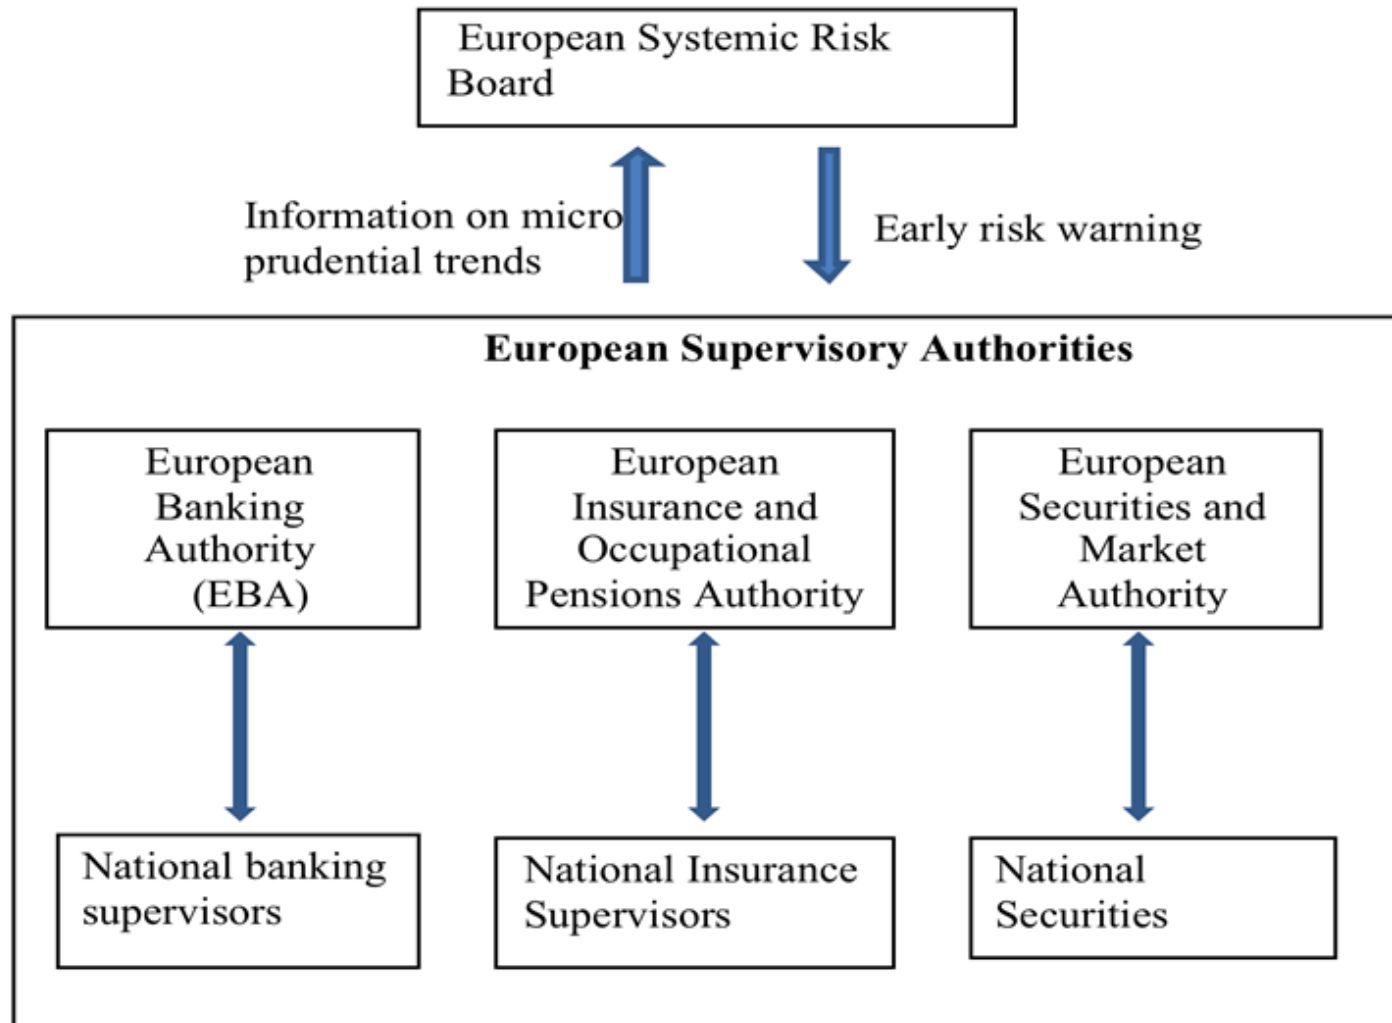 European Systemic Risk
Board
Information on micro
prudential trends
Early risk warning
European Supervisory Authorities
European
Banking
Authority
(EBA)
European
Insurance and
Occupational
Pensions Authority
European
Securities and
Market
Authority
National banking
supervisors
National Insurance
Supervisors
National
Securities